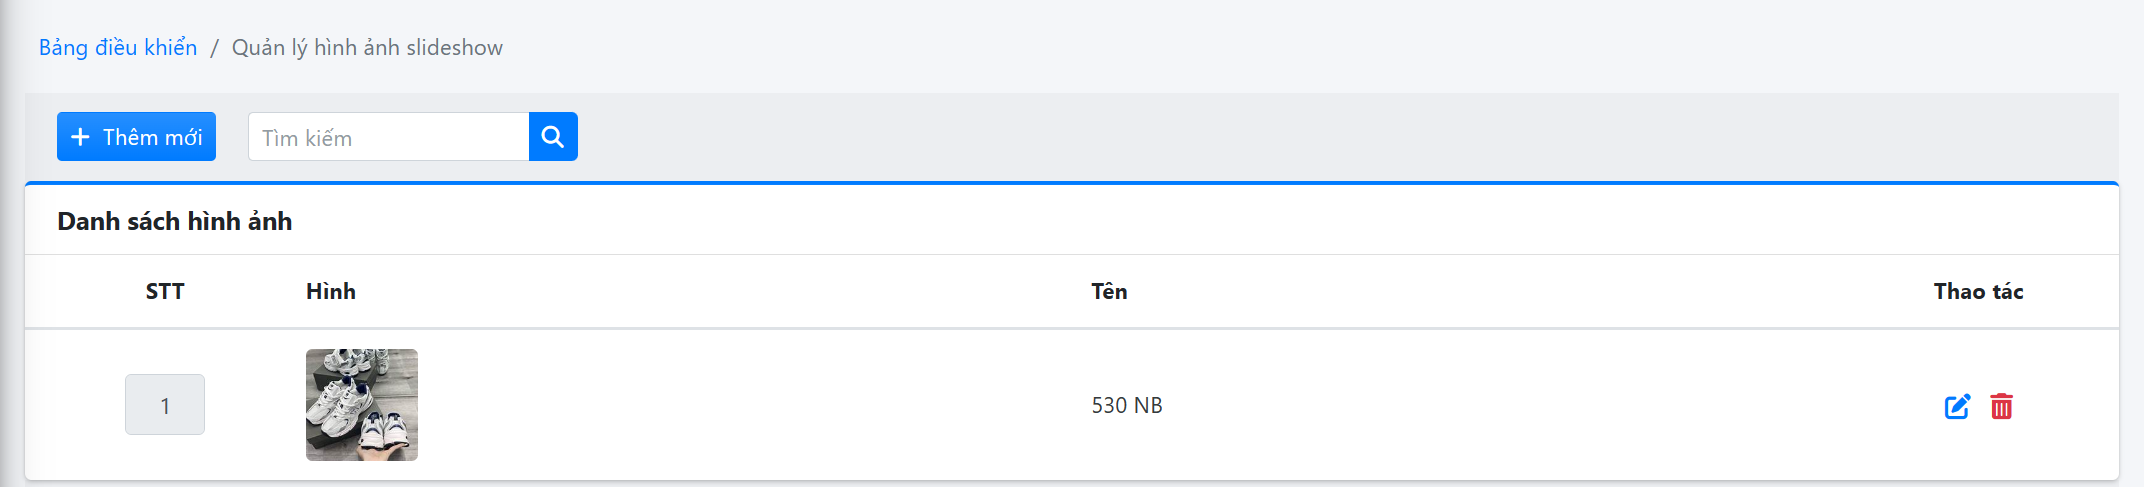 Bảng điều khiển / Quản lý hình ảnh slideshow
Thêm mới
Tìm kiếm
Danh sách hình ảnh
STT Hình Tên Thao tác
1 530 NB